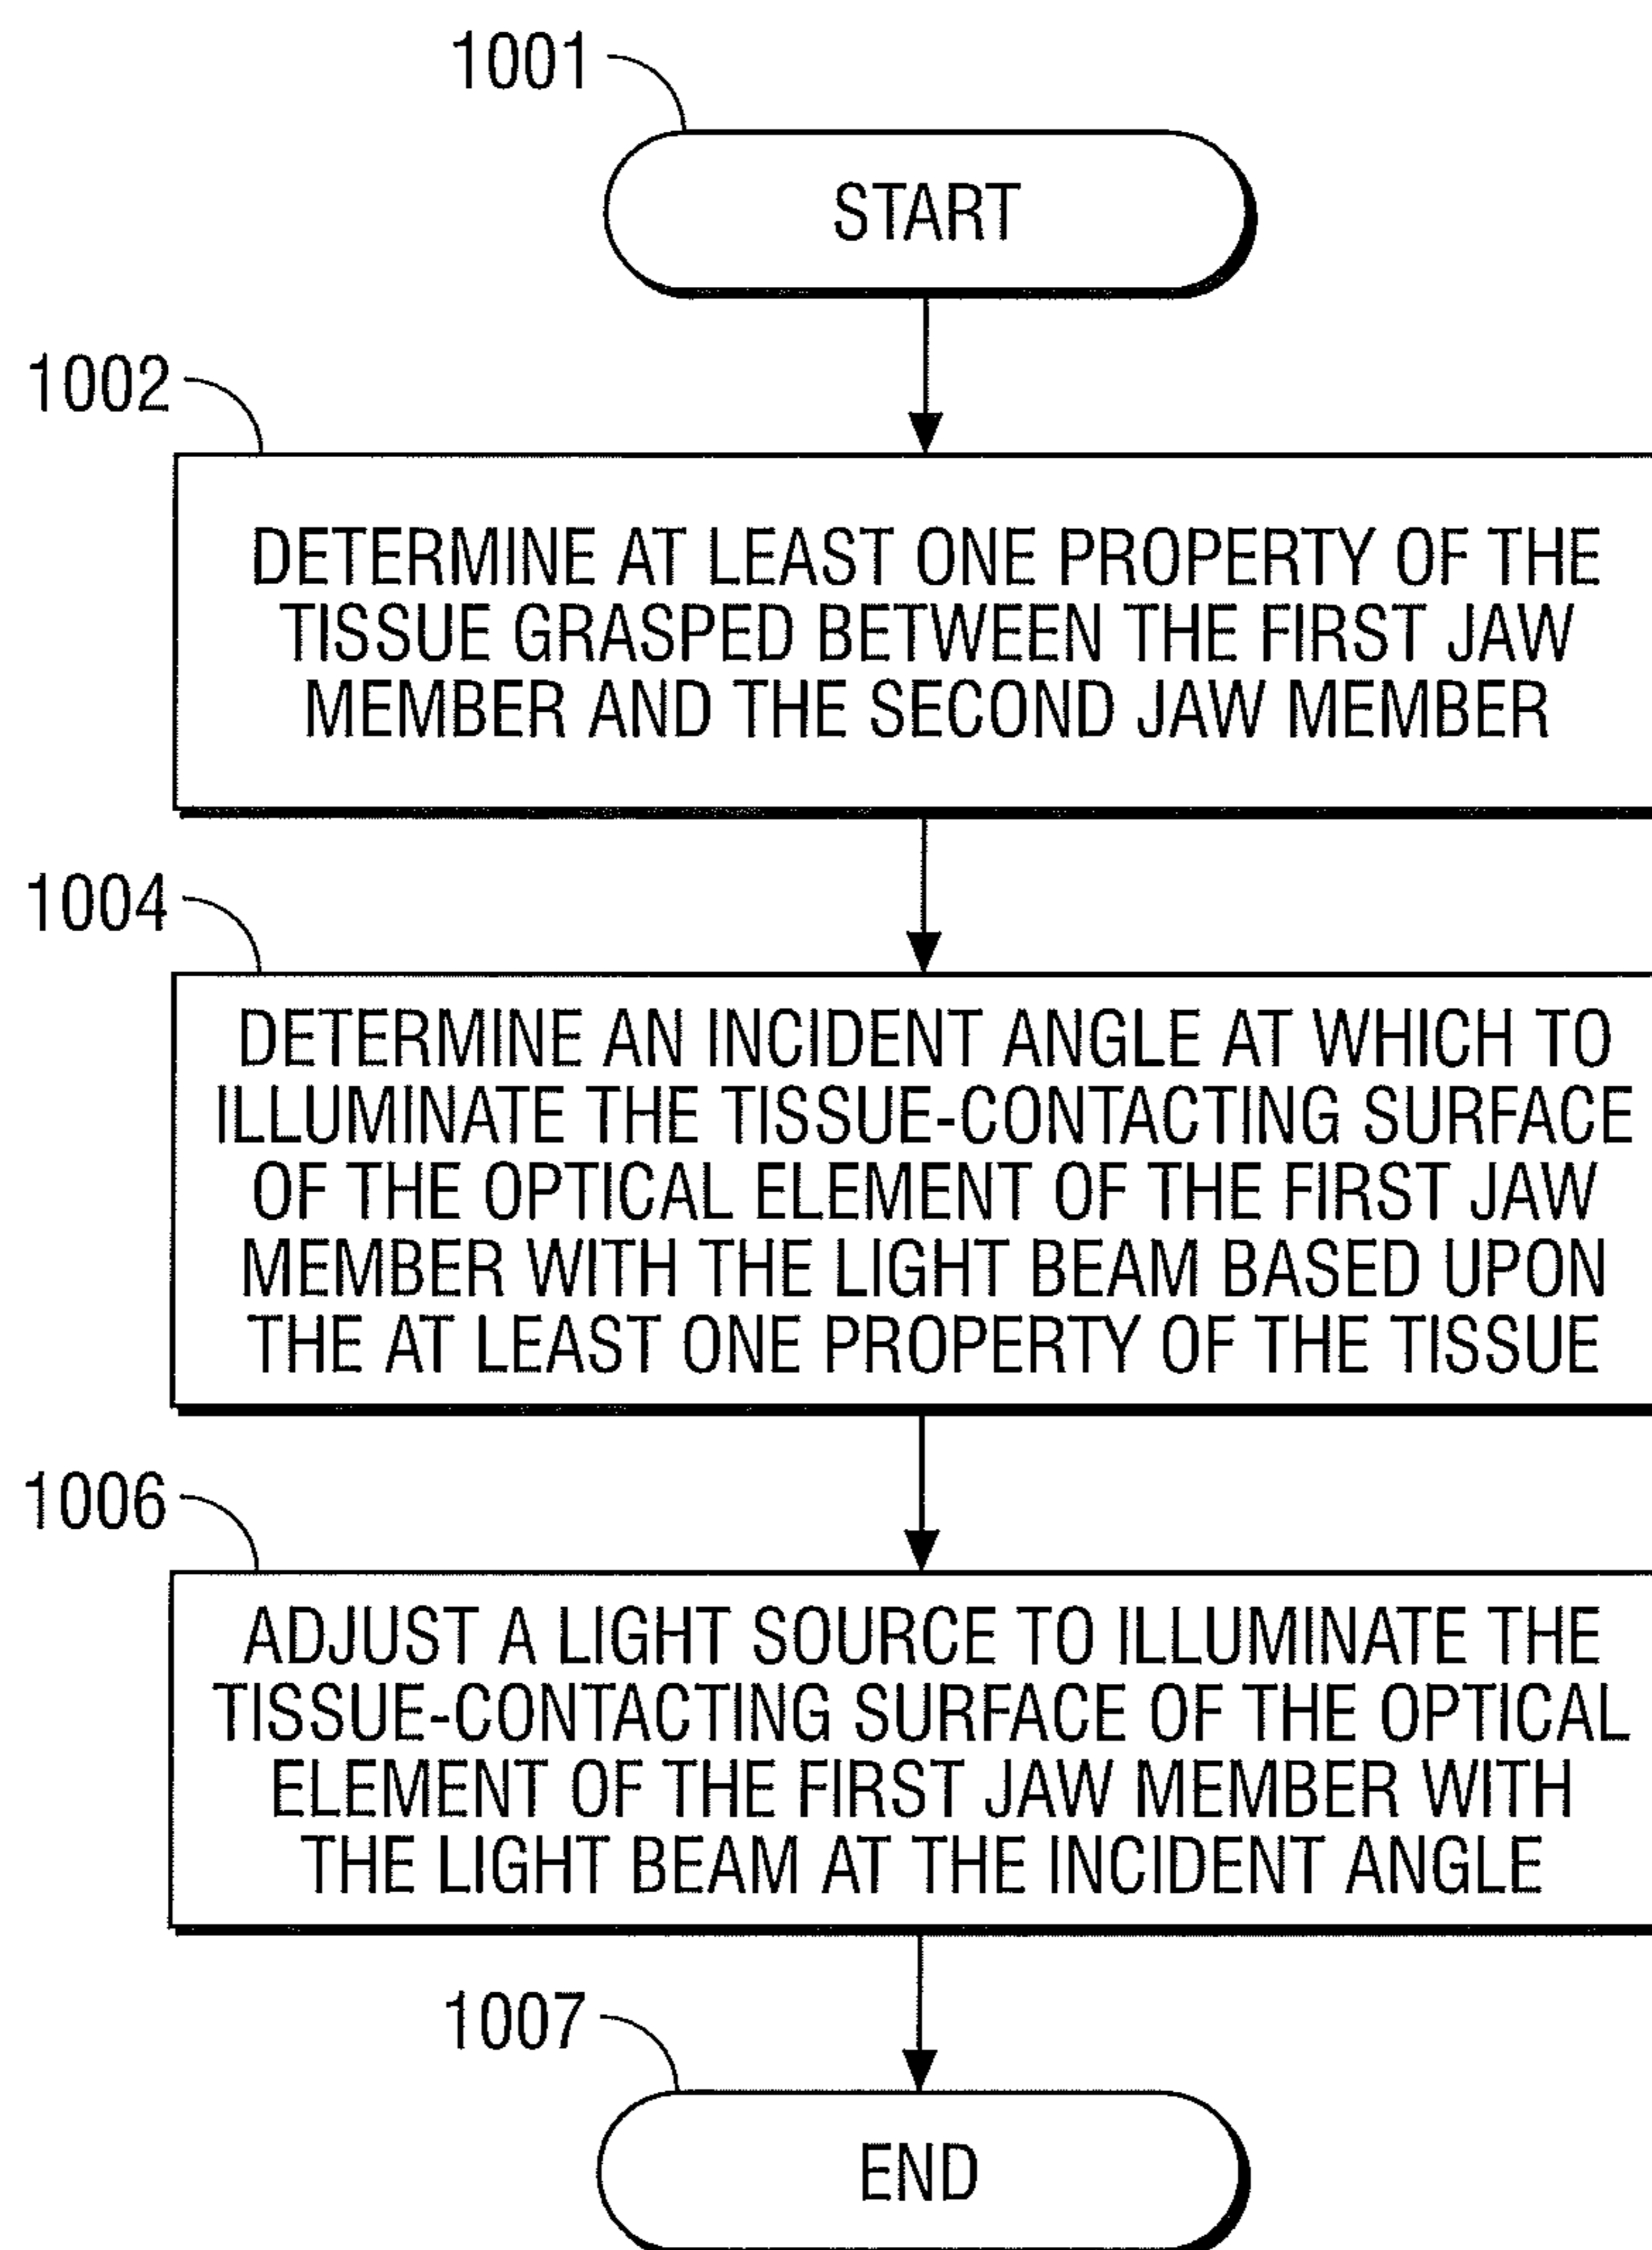 1001
START
1002
DETERMINE AT LEAST ONE PROPERTY OF THE
TISSUE GRASPED BETWEEN THE FIRST JAW
MEMBER AND THE SECOND JAW MEMBER
1004
DETERMINE AN INCIDENT ANGLE AT WHICH TO
ILLUMINATE THE TISSUE-CONTACTING SURFACE
OF THE OPTICAL ELEMENT OF THE FIRST JAW
MEMBER WITH THE LIGHT BEAM BASED UPON
THE AT LEAST ONE PROPERTY OF THE TISSUE
1006
ADJUST A LIGHT SOURCE TO ILLUMINATE THE
TISSUE-CONTACTING SURFACE OF THE OPTICAL
ELEMENT OF THE FIRST JAW MEMBER WITH
THE LIGHT BEAM AT THE INCIDENT ANGLE
1007
END